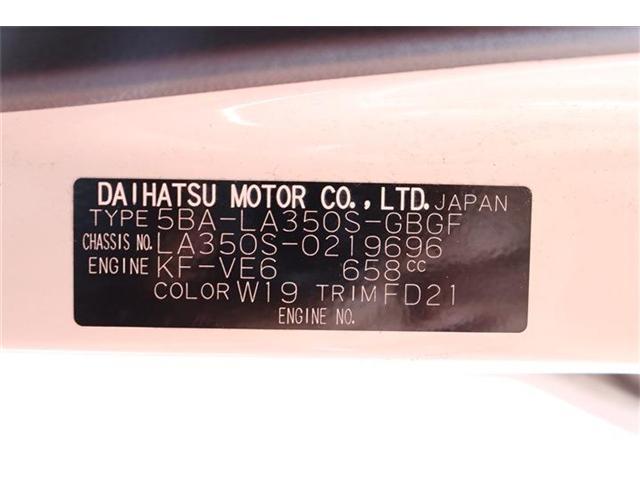 DAIHATSU MOTOR CO.,LTD. JAPAN
TYPE 5BA-LA350S-GBGF
CHASSIS NO. LA350S-0219696
ENGINE KF-VE6 658cc
COLOR W19 TRIM FD21
ENGINE NO.